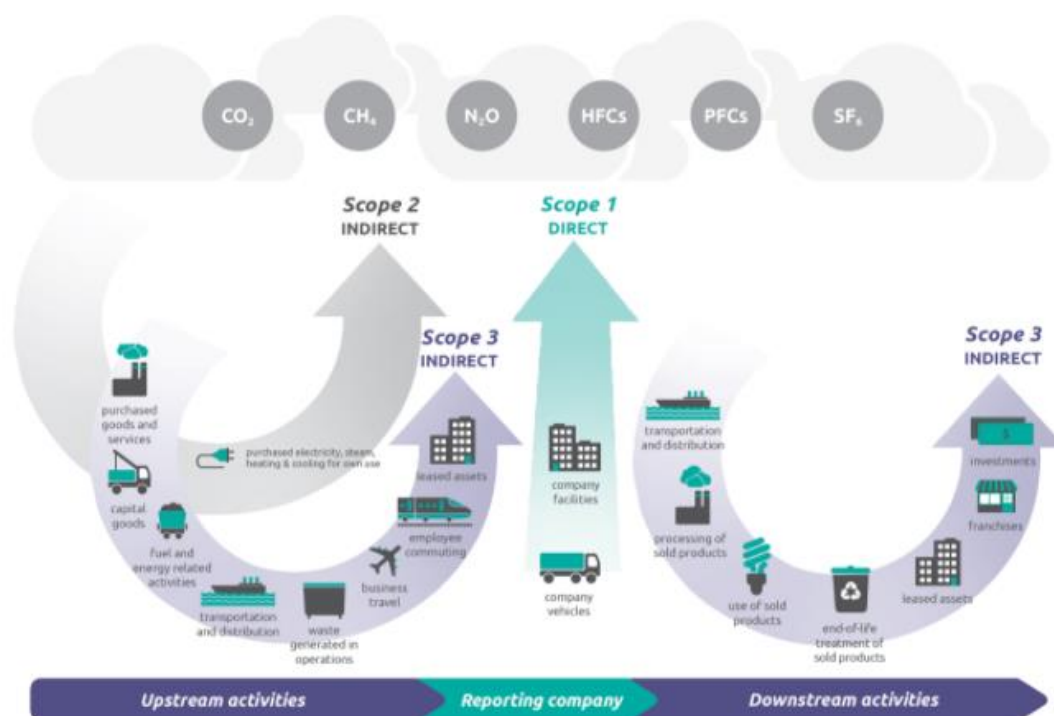 CO₂
CH₄
N₂O
HFCs
PFCs
SF₆
Scope 2
INDIRECT
Scope 1
DIRECT
Scope 3
INDIRECT
Scope 3
INDIRECT
purchased
goods and
services
capital
goods
fuel and
energy related
activities
transportation
and distribution
waste
generated in
operations
business
travel
employee
commuting
leased assets
purchased electricity, steam,
heating & cooling for own use
company
facilities
company
vehicles
transportation
and distribution
processing of
sold products
use of sold
products
end-of-life
treatment of
sold products
leased assets
franchises
investments
$
Upstream activities
Reporting company
Downstream activities